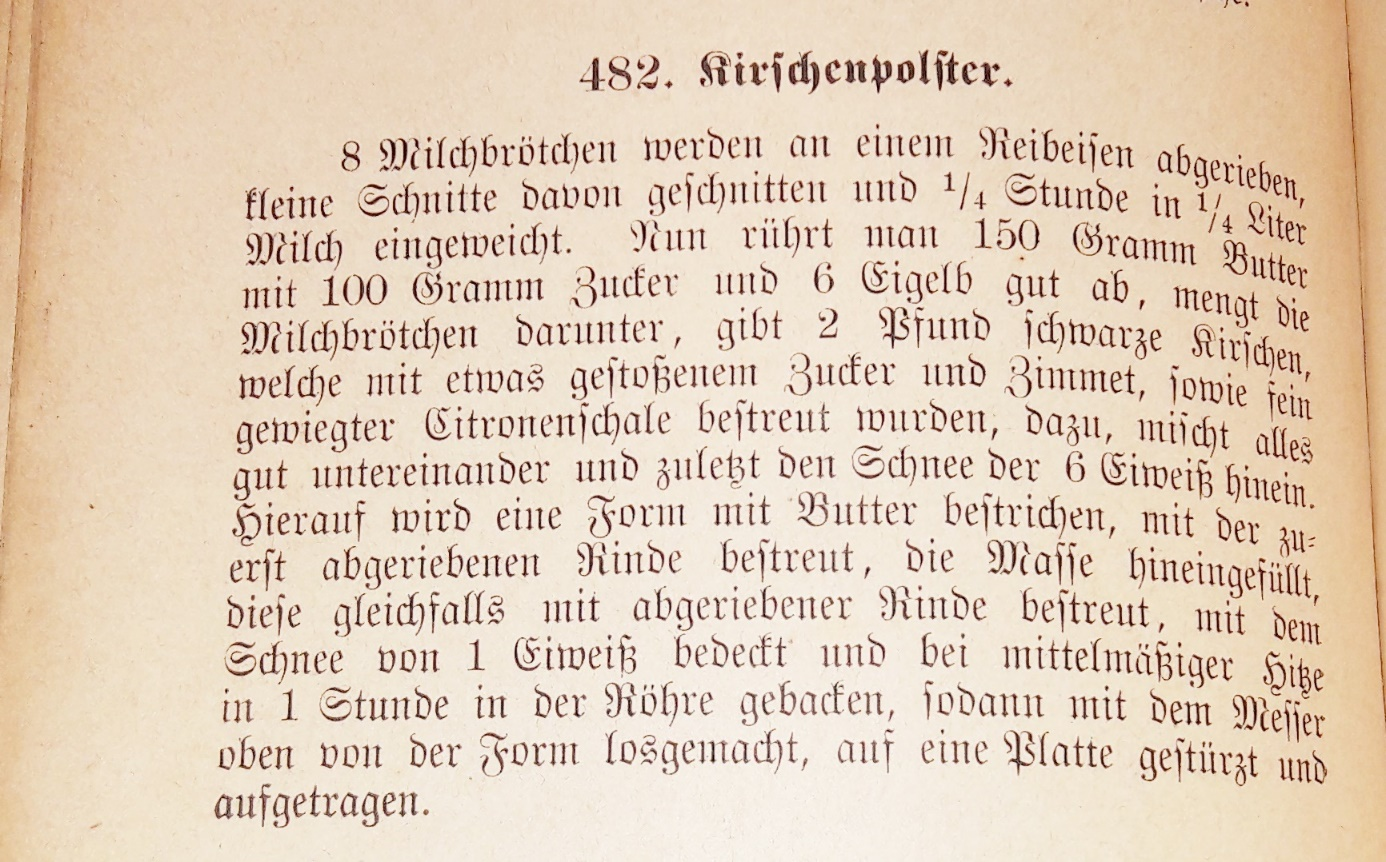 482. Kirschenpolster.
8 Milchbrötchen werden an einem Reibeisen abgerieben,
kleine Schnitte davon geschnitten und 1/4 Stunde in 1/4 Liter
Milch eingeweicht. Nun rührt man 150 Gramm Butter
mit 100 Gramm Zucker und 6 Eigelb gut ab, mengt die
Milchbrötchen darunter, gibt 2 Pfund schwarze Kirschen,
welche mit etwas gestoßenem Zucker und Zimmet, sowie fein
gewiegter Citronenschale bestreut wurden, dazu, mischt alles
gut untereinander und zuletzt den Schnee der 6 Eiweiß hinein.
Hierauf wird eine Form mit Butter bestrichen, mit der zu-
erst abgeriebenen Rinde bestreut, die Masse hineingefüllt,
diese gleichfalls mit abgeriebener Rinde bestreut, mit dem
Schnee von 1 Eiweiß bedeckt und bei mittelmäßiger Hitze
in 1 Stunde in der Röhre gebacken, sodann mit dem Messer
oben von der Form losgemacht, auf eine Platte gestürzt und
aufgetragen.